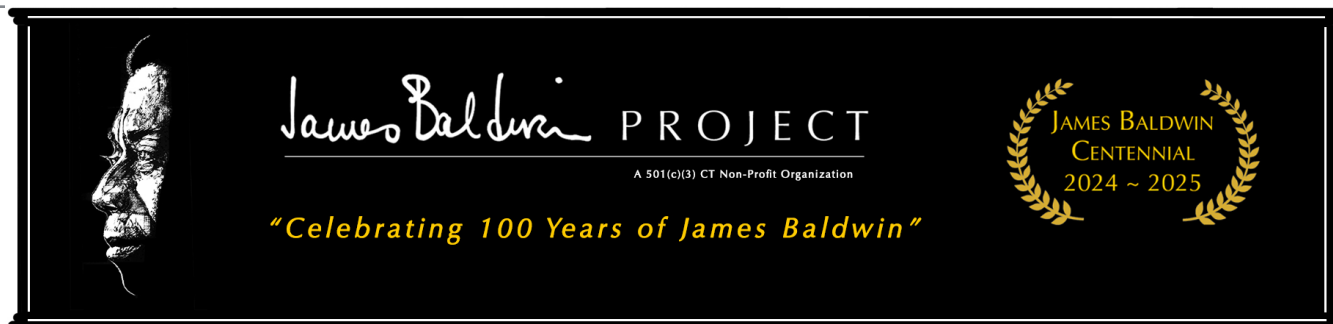 James Baldwin PROJECT
A 501(c)(3) CT Non-Profit Organization
“Celebrating 100 Years of James Baldwin”
JAMES BALDWIN
CENTENNIAL
2024 ~ 2025